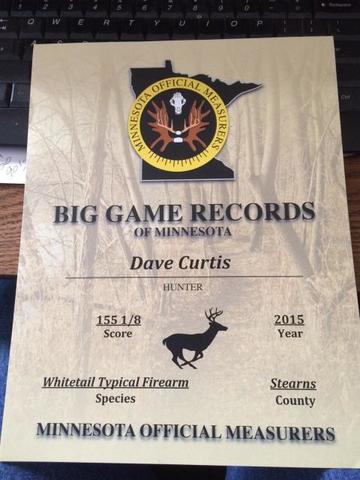 Q W E R T Y U I O P
MINNESOTA OFFICIAL MEASURERS
BIG GAME RECORDS
OF MINNESOTA
Dave Curtis
HUNTER
155 1/8 2015
Score Year
Whitetail Typical Firearm Stearns
Species County
MINNESOTA OFFICIAL MEASURERS